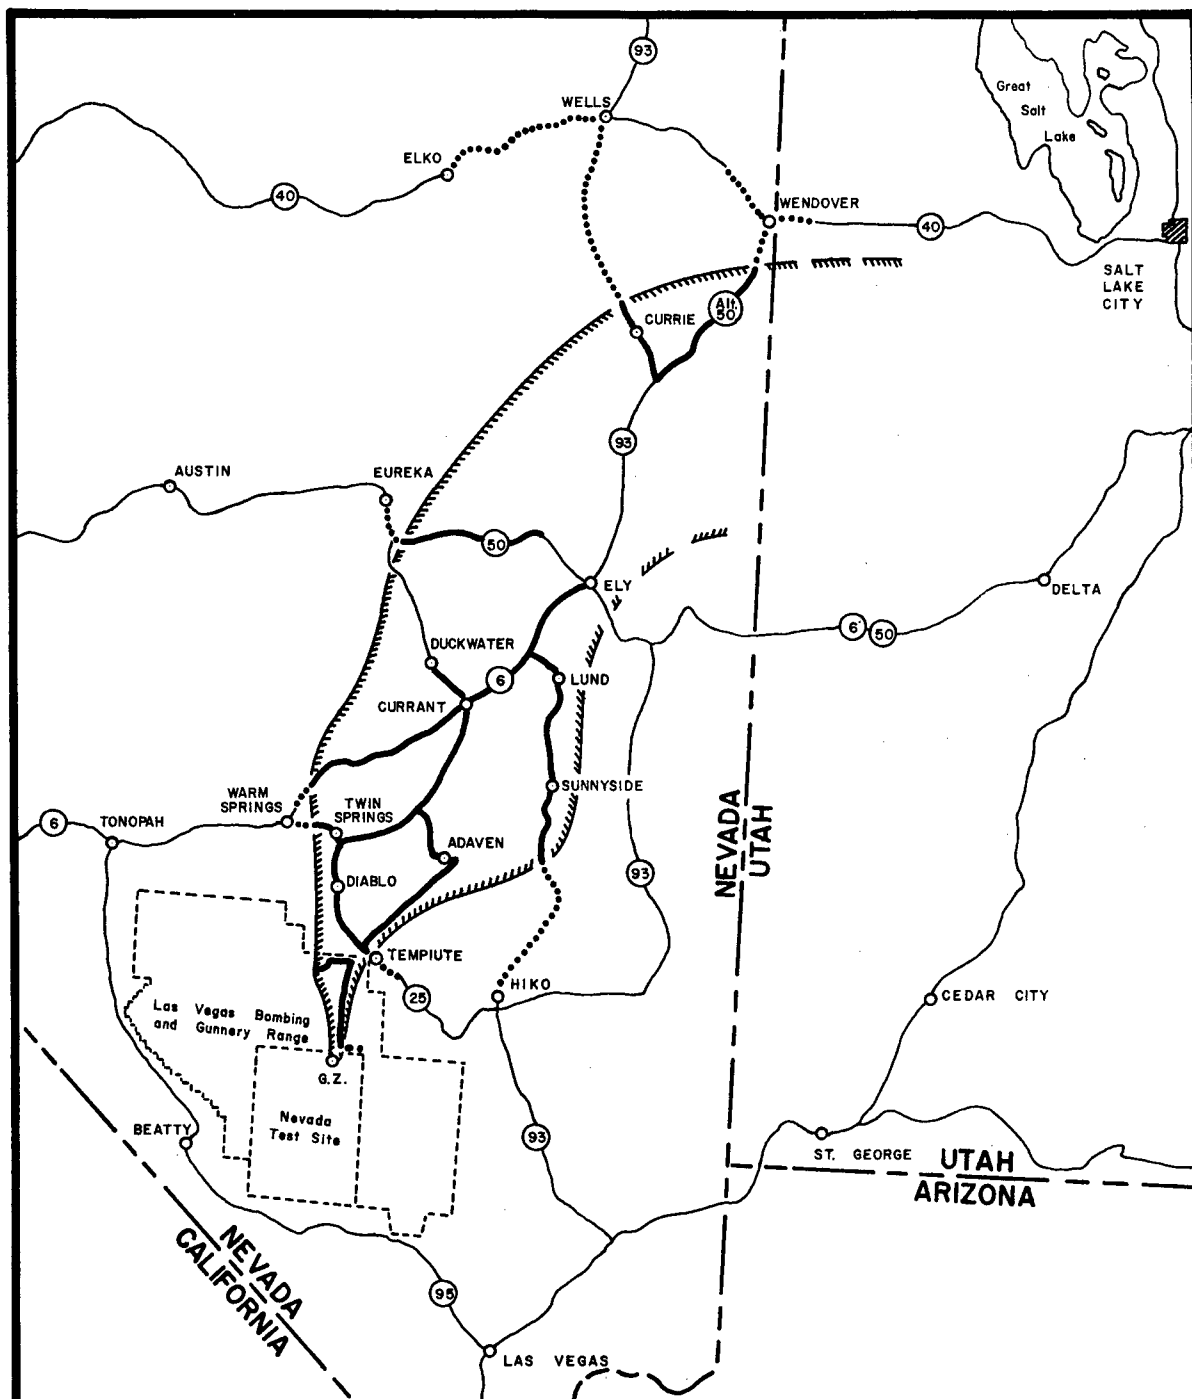 93
WELLS
ELKO
40
WENDOVER
40
Great
Salt
Lake
SALT
LAKE
CITY
Alt.
50
CURRIE
93
AUSTIN
EUREKA
50
ELY
DELTA
6
50
DUCKWATER
6
LUND
CURRANT
WARM
SPRINGS
TWIN
SPRINGS
SUNNYSIDE
6
TONOPAH
ADAVEN
DIABLO
93
NEVADA
UTAH
TEMPIUTE
25
HIKO
CEDAR CITY
Las Vegas Bombing
and Gunnery Range
G.Z.
Nevada
Test Site
BEATTY
93
ST. GEORGE
UTAH
ARIZONA
NEVADA
CALIFORNIA
95
LAS VEGAS